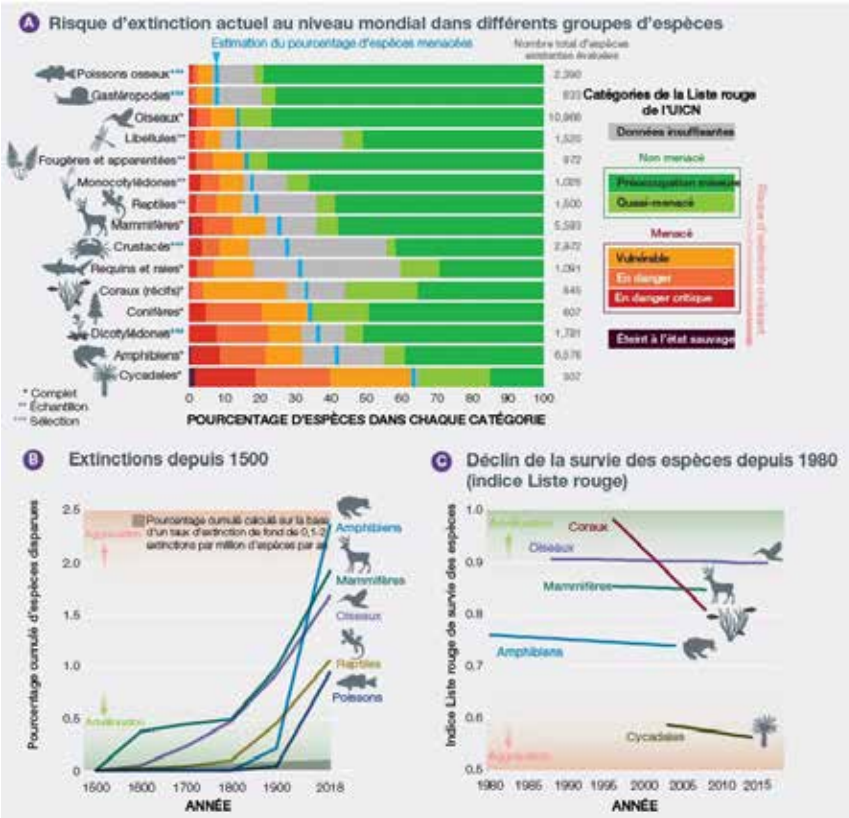 A Risque d'extinction actuel au niveau mondial dans différents groupes d'espèces
Estimation du pourcentage d'espèces menacées
Nombre total d'espèces
existantes évaluées
Poissons osseux*** 2,390
Gastéropodes*** 633
Oiseaux* 10,966
Libellules** 1,520
Fougères et apparentées** 972
Monocotylédones** 1,026
Reptiles** 1,500
Mammifères* 5,593
Crustacés*** 2,872
Requins et raies* 1,091
Coraux (récifs)* 845
Conifères* 607
Dicotylédones*** 1,781
Amphibiens* 6,576
Cycadales* 307
0 10 20 30 40 50 60 70 80 90 100
POURCENTAGE D'ESPÈCES DANS CHAQUE CATÉGORIE
* Complet
** Échantillon
*** Sélection
Catégories de la Liste rouge
de l'UICN
Données insuffisantes
Non menacé
Préoccupation mineure
Quasi-menacé
Menacé
Vulnérable
En danger
En danger critique
Éteint à l'état sauvage
Risque d'extinction croissant
B Extinctions depuis 1500
Pourcentage cumulé d'espèces disparues
2.5
2.0
1.5
1.0
0.5
0
Aggravation
Amélioration
Pourcentage cumulé calculé sur la base
d'un taux d'extinction de fond de 0,1-2
extinctions par million d'espèces par an
Amphibiens
Mammifères
Oiseaux
Reptiles
Poissons
1500 1600 1700 1800 1900 2018
ANNÉE
C Déclin de la survie des espèces depuis 1980
(indice Liste rouge)
Indice Liste rouge de survie des espèces
1.0
0.9
0.8
0.7
0.6
0.5
Amélioration
Coraux
Oiseaux
Mammifères
Amphibiens
Cycadales
Aggravation
1980 1985 1990 1995 2000 2005 2010 2015
ANNÉE